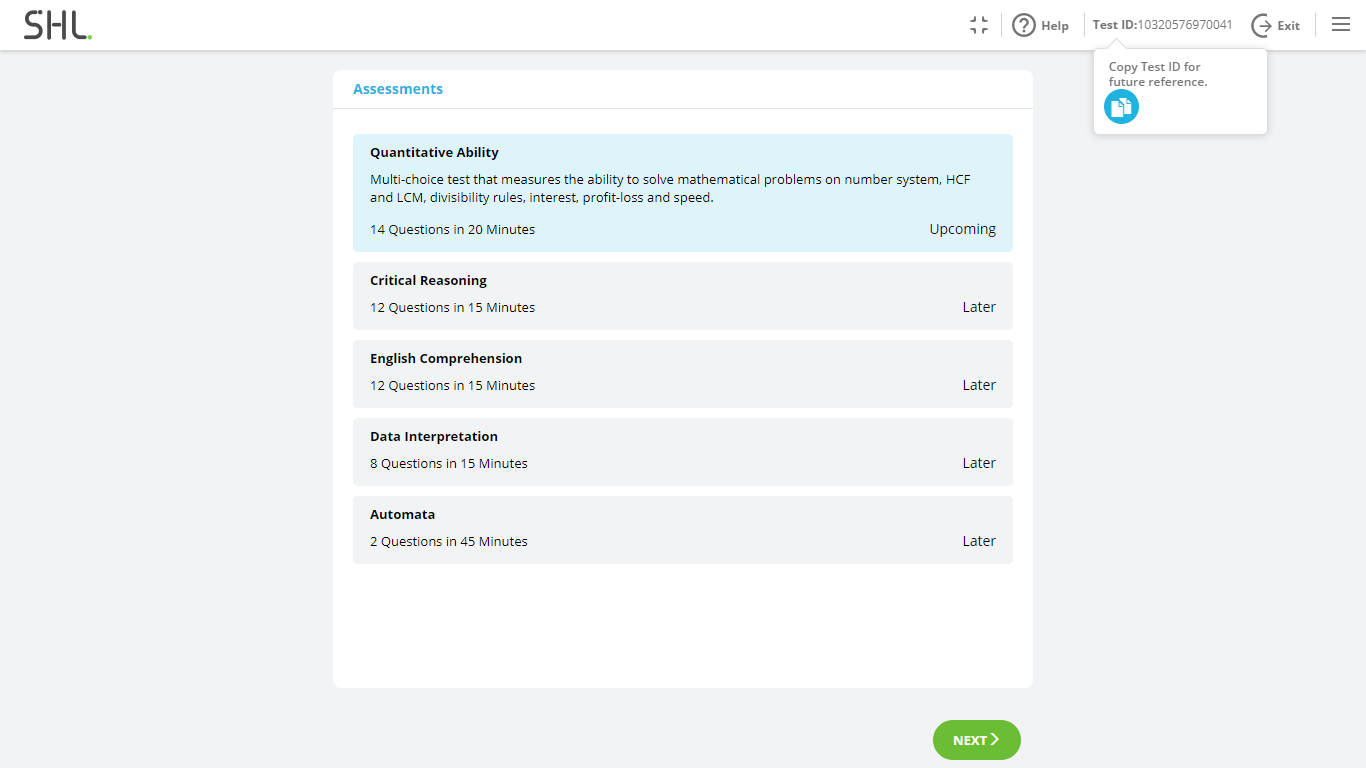 SHL.
Help
Test ID:10320576970041
Exit
Copy Test ID for
future reference.
Assessments
Quantitative Ability
Multi-choice test that measures the ability to solve mathematical problems on number system, HCF
and LCM, divisibility rules, interest, profit-loss and speed.
14 Questions in 20 Minutes
Upcoming
Critical Reasoning
12 Questions in 15 Minutes
Later
English Comprehension
12 Questions in 15 Minutes
Later
Data Interpretation
8 Questions in 15 Minutes
Later
Automata
2 Questions in 45 Minutes
Later
NEXT